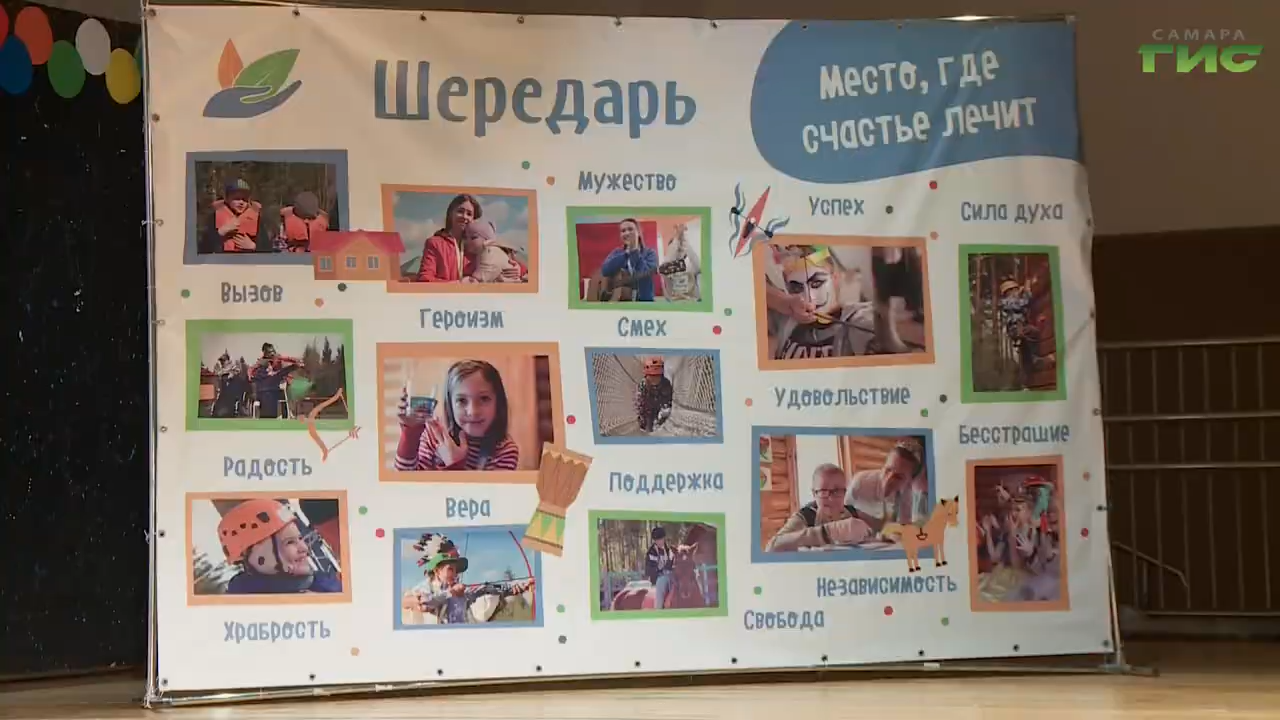 Шередарь
Место, где
счастье лечит
САМАРА
ГИС
Мужество
Успех
Сила духа
Вызов
Героизм
Смех
Удовольствие
Бесстрашие
Радость
Вера
Поддержка
Независимость
Свобода
Храбрость